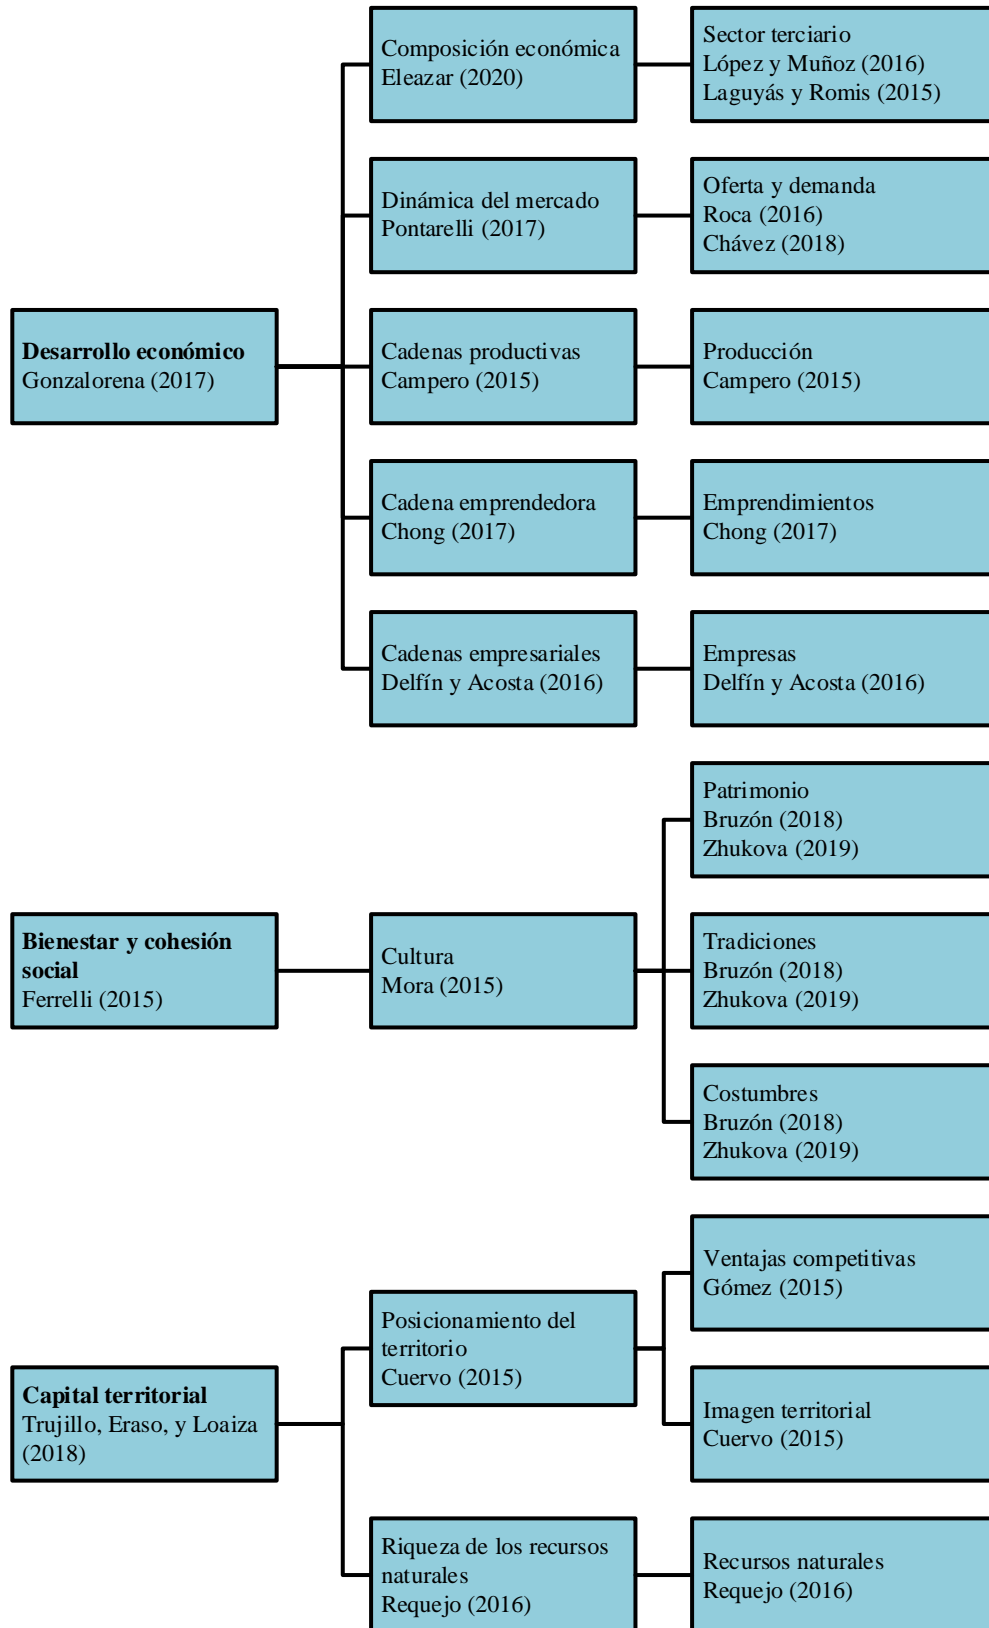 Composición económica
Eleazar (2020)
Sector terciario
López y Muñoz (2016)
Laguyás y Romis (2015)
Dinámica del mercado
Pontarelli (2017)
Oferta y demanda
Roca (2016)
Chávez (2018)
Desarrollo económico
Gonzalorena (2017)
Cadenas productivas
Campero (2015)
Producción
Campero (2015)
Cadena emprendedora
Chong (2017)
Emprendimientos
Chong (2017)
Cadenas empresariales
Delfín y Acosta (2016)
Empresas
Delfín y Acosta (2016)
Bienestar y cohesión
social
Ferrelli (2015)
Cultura
Mora (2015)
Patrimonio
Bruzón (2018)
Zhukova (2019)
Tradiciones
Bruzón (2018)
Zhukova (2019)
Costumbres
Bruzón (2018)
Zhukova (2019)
Capital territorial
Trujillo, Eraso, y Loaiza
(2018)
Posicionamiento del
territorio
Cuervo (2015)
Ventajas competitivas
Gómez (2015)
Imagen territorial
Cuervo (2015)
Riqueza de los recursos
naturales
Requejo (2016)
Recursos naturales
Requejo (2016)